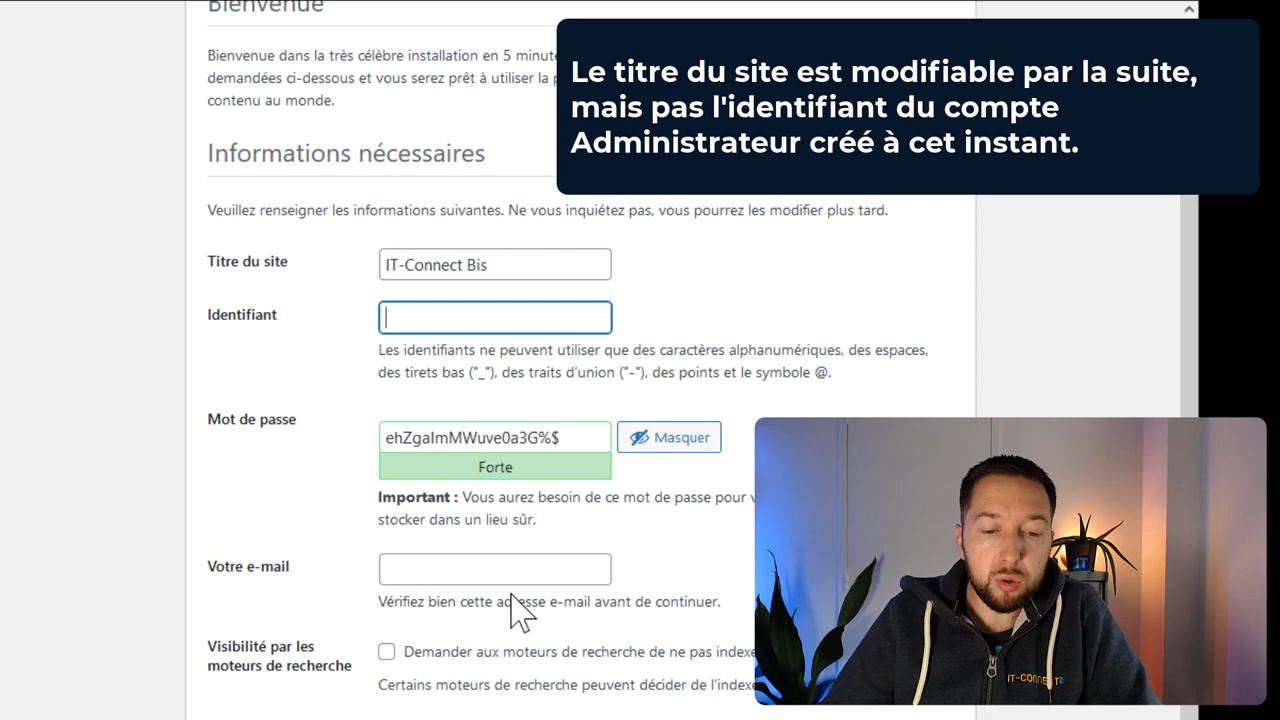 Bienvenue
Bienvenue dans la très célèbre installation en 5 minute
demandées ci-dessous et vous serez prêt à utiliser la
contenu au monde.
Le titre du site est modifiable par la suite,
mais pas l'identifiant du compte
Administrateur créé à cet instant.
Informations nécessaires
Veuillez renseigner les informations suivantes. Ne vous inquiétez pas, vous pourrez les modifier plus tard.
Titre du site
IT-Connect Bis
Identifiant
Les identifiants ne peuvent utiliser que des caractères alphanumériques, des espaces,
des tirets bas ("_"), des traits d'union ("-"), des points et le symbole @.
Mot de passe
ehZgaImMWuve0a3G%$
Masquer
Forte
Important : Vous aurez besoin de ce mot de passe pour
stocker dans un lieu sûr.
Votre e-mail
Vérifiez bien cette adresse e-mail avant de continuer.
Visibilité par les
moteurs de recherche
Demander aux moteurs de recherche de ne pas indexe
Certains moteurs de recherche peuvent décider de l'indexe
IT-CONNECT